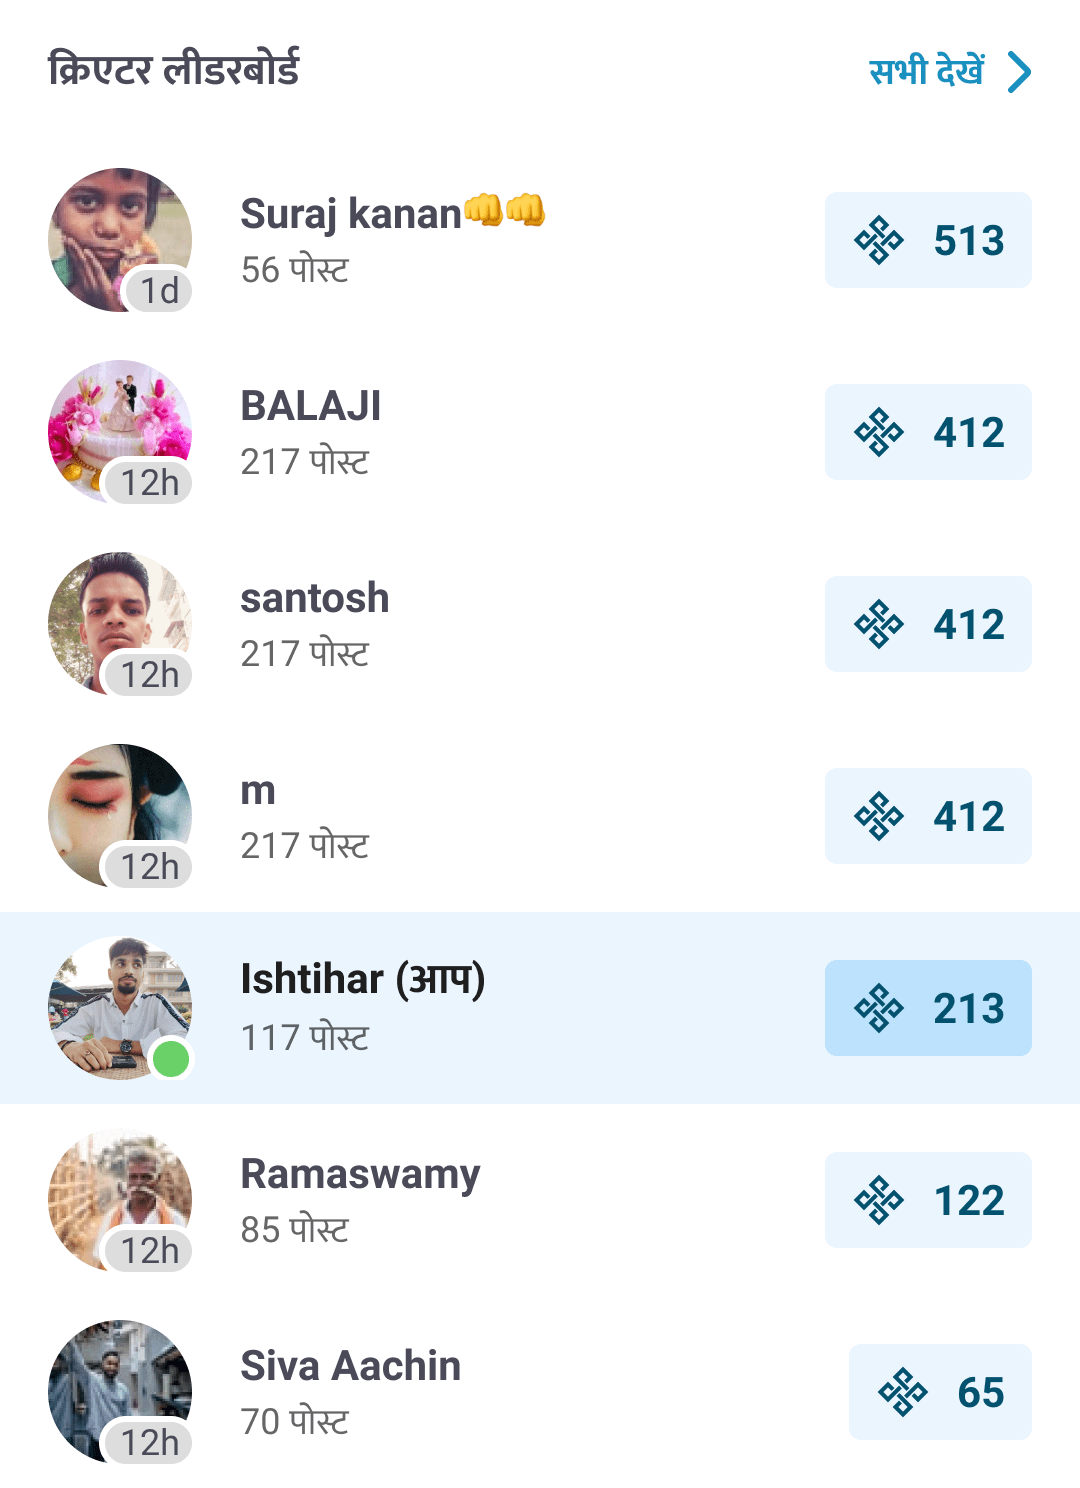 क्रिएटर लीडरबोर्ड
सभी देखें
Suraj kanan👊👊
56 पोस्ट
1d
513
BALAJI
217 पोस्ट
12h
412
santosh
217 पोस्ट
12h
412
m
217 पोस्ट
12h
412
Ishtihar (आप)
117 पोस्ट
213
Ramaswamy
85 पोस्ट
12h
122
Siva Aachin
70 पोस्ट
12h
65